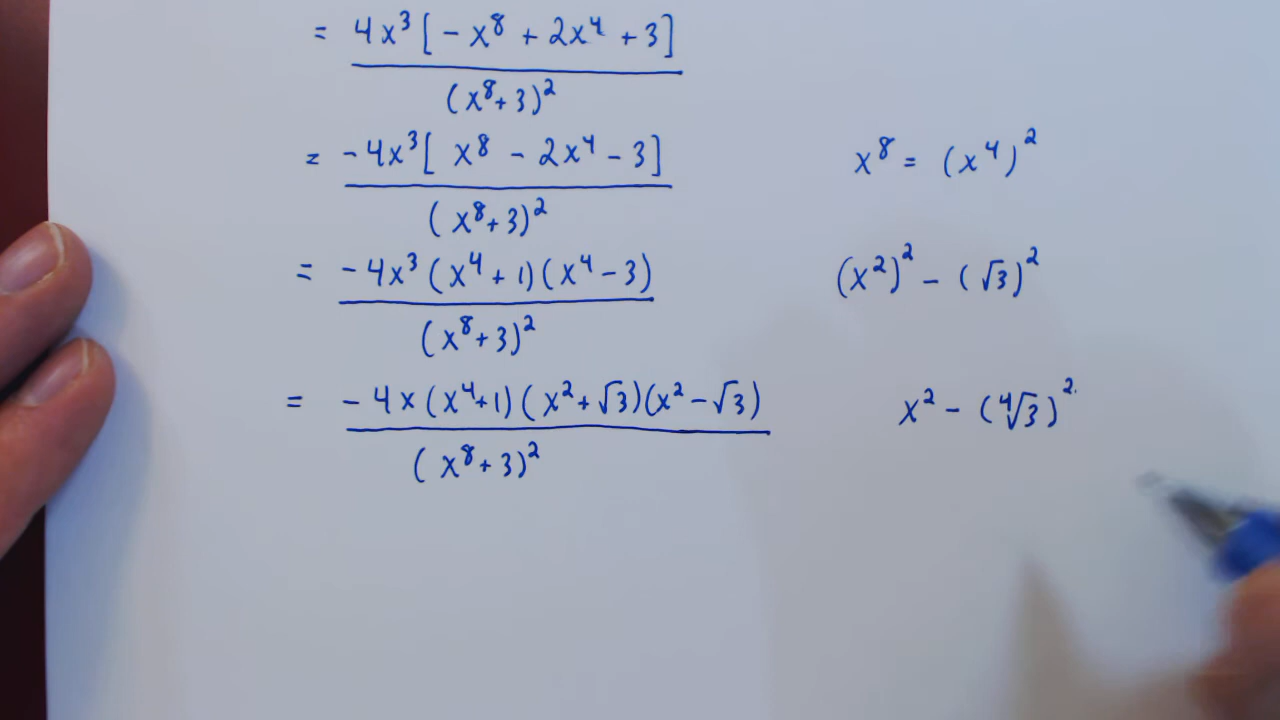 = 4x³[-x⁸ + 2x⁴ + 3]
(x⁸+3)²
= -4x³[x⁸ - 2x⁴ - 3]
(x⁸+3)²
x⁸ = (x⁴)²
= -4x³(x⁴+1)(x⁴-3)
(x⁸+3)²
(x²)² - (√3)²
= -4x(x⁴+1)(x²+√3)(x²-√3)
(x⁸+3)²
x² - (∜3)²